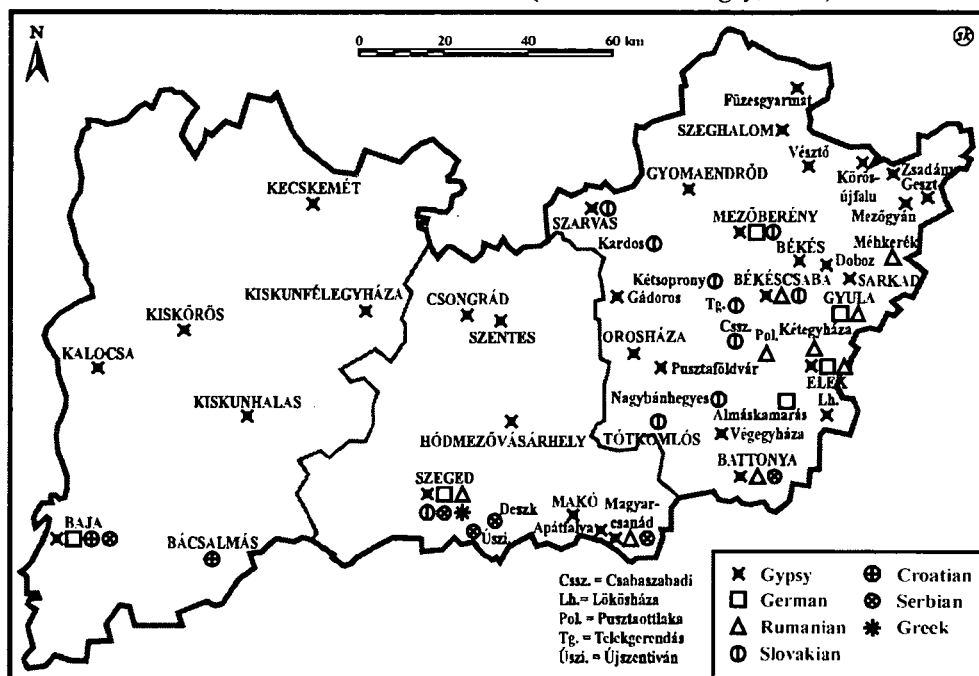 N
0 20 40 60 km
sk
Füzesgyarmat
SZEGHALOM
Vésztő
Körös-
újfalu
Zsadány
Geszt
Mezőgyán
KECSKEMÉT
GYOMAENDRŐD
SZARVAS
Kardos
MEZŐBERÉNY
BÉKÉS
Méhkerék
Doboz
SARKAD
Kétsoprony
BÉKÉSCSABA
GYULA
KISKUNFÉLEGYHÁZA
CSONGRÁD
Gádoros
Tg.
KISKŐRÖS
SZENTES
Cssz.
Pol.
Kétegyháza
KALOCSA
OROSHÁZA
Pusztaföldvár
ELEK
Lh.
KISKUNHALAS
Nagybánhegyes
Almáskamarás
HÓDMEZŐVÁSÁRHELY
TÓTKOMLÓS
Végegyháza
BATTONYA
SZEGED
Deszk
Úszi.
MAKÓ
Apátfalva
Magyar-
csanád
BAJA
BÁCSALMÁS
Cssz. = Csabaszabadi
Lh.= Lökösháza
Pol. = Pusztaottlaka
Tg. = Telekgerendás
Úszi. = Újszentiván
Gypsy
German
Rumanian
Slovakian
Croatian
Serbian
Greek